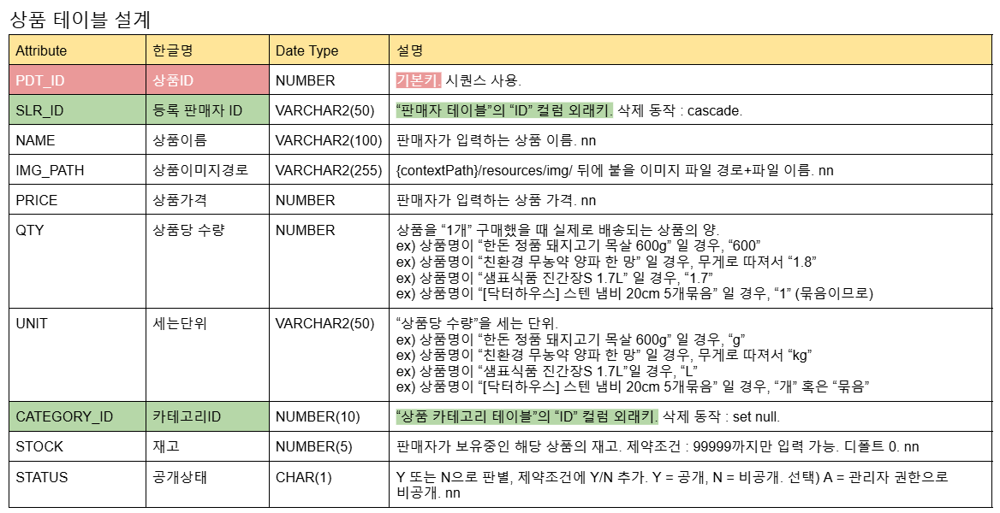 상품 테이블 설계
Attribute 한글명 Date Type 설명
PDT_ID 상품ID NUMBER 기본키. 시퀀스 사용.
SLR_ID 등록 판매자 ID VARCHAR2(50) “판매자 테이블”의 “ID” 컬럼 외래키. 삭제 동작 : cascade.
NAME 상품이름 VARCHAR2(100) 판매자가 입력하는 상품 이름. nn
IMG_PATH 상품이미지경로 VARCHAR2(255) {contextPath}/resources/img/ 뒤에 붙을 이미지 파일 경로+파일 이름. nn
PRICE 상품가격 NUMBER 판매자가 입력하는 상품 가격. nn
QTY 상품당 수량 NUMBER 상품을 “1개” 구매했을 때 실제로 배송되는 상품의 양.
ex) 상품명이 “한돈 정품 돼지고기 목살 600g” 일 경우, “600”
ex) 상품명이 “친환경 무농약 양파 한 망” 일 경우, 무게로 따져서 “1.8”
ex) 상품명이 “샘표식품 진간장S 1.7L” 일 경우, “1.7”
ex) 상품명이 “[닥터하우스] 스텐 냄비 20cm 5개묶음” 일 경우, “1” (묶음이므로)
UNIT 세는단위 VARCHAR2(50) “상품당 수량”을 세는 단위.
ex) 상품명이 “한돈 정품 돼지고기 목살 600g” 일 경우, “g”
ex) 상품명이 “친환경 무농약 양파 한 망” 일 경우, 무게로 따져서 “kg”
ex) 상품명이 “샘표식품 진간장S 1.7L”일 경우, “L”
ex) 상품명이 “[닥터하우스] 스텐 냄비 20cm 5개묶음” 일 경우, “개” 혹은 “묶음”
CATEGORY_ID 카테고리ID NUMBER(10) “상품 카테고리 테이블”의 “ID” 컬럼 외래키. 삭제 동작 : set null.
STOCK 재고 NUMBER(5) 판매자가 보유중인 해당 상품의 재고. 제약조건 : 99999까지만 입력 가능. 디폴트 0. nn
STATUS 공개상태 CHAR(1) Y 또는 N으로 판별, 제약조건에 Y/N 추가. Y = 공개, N = 비공개. 선택) A = 관리자 권한으로
비공개. nn